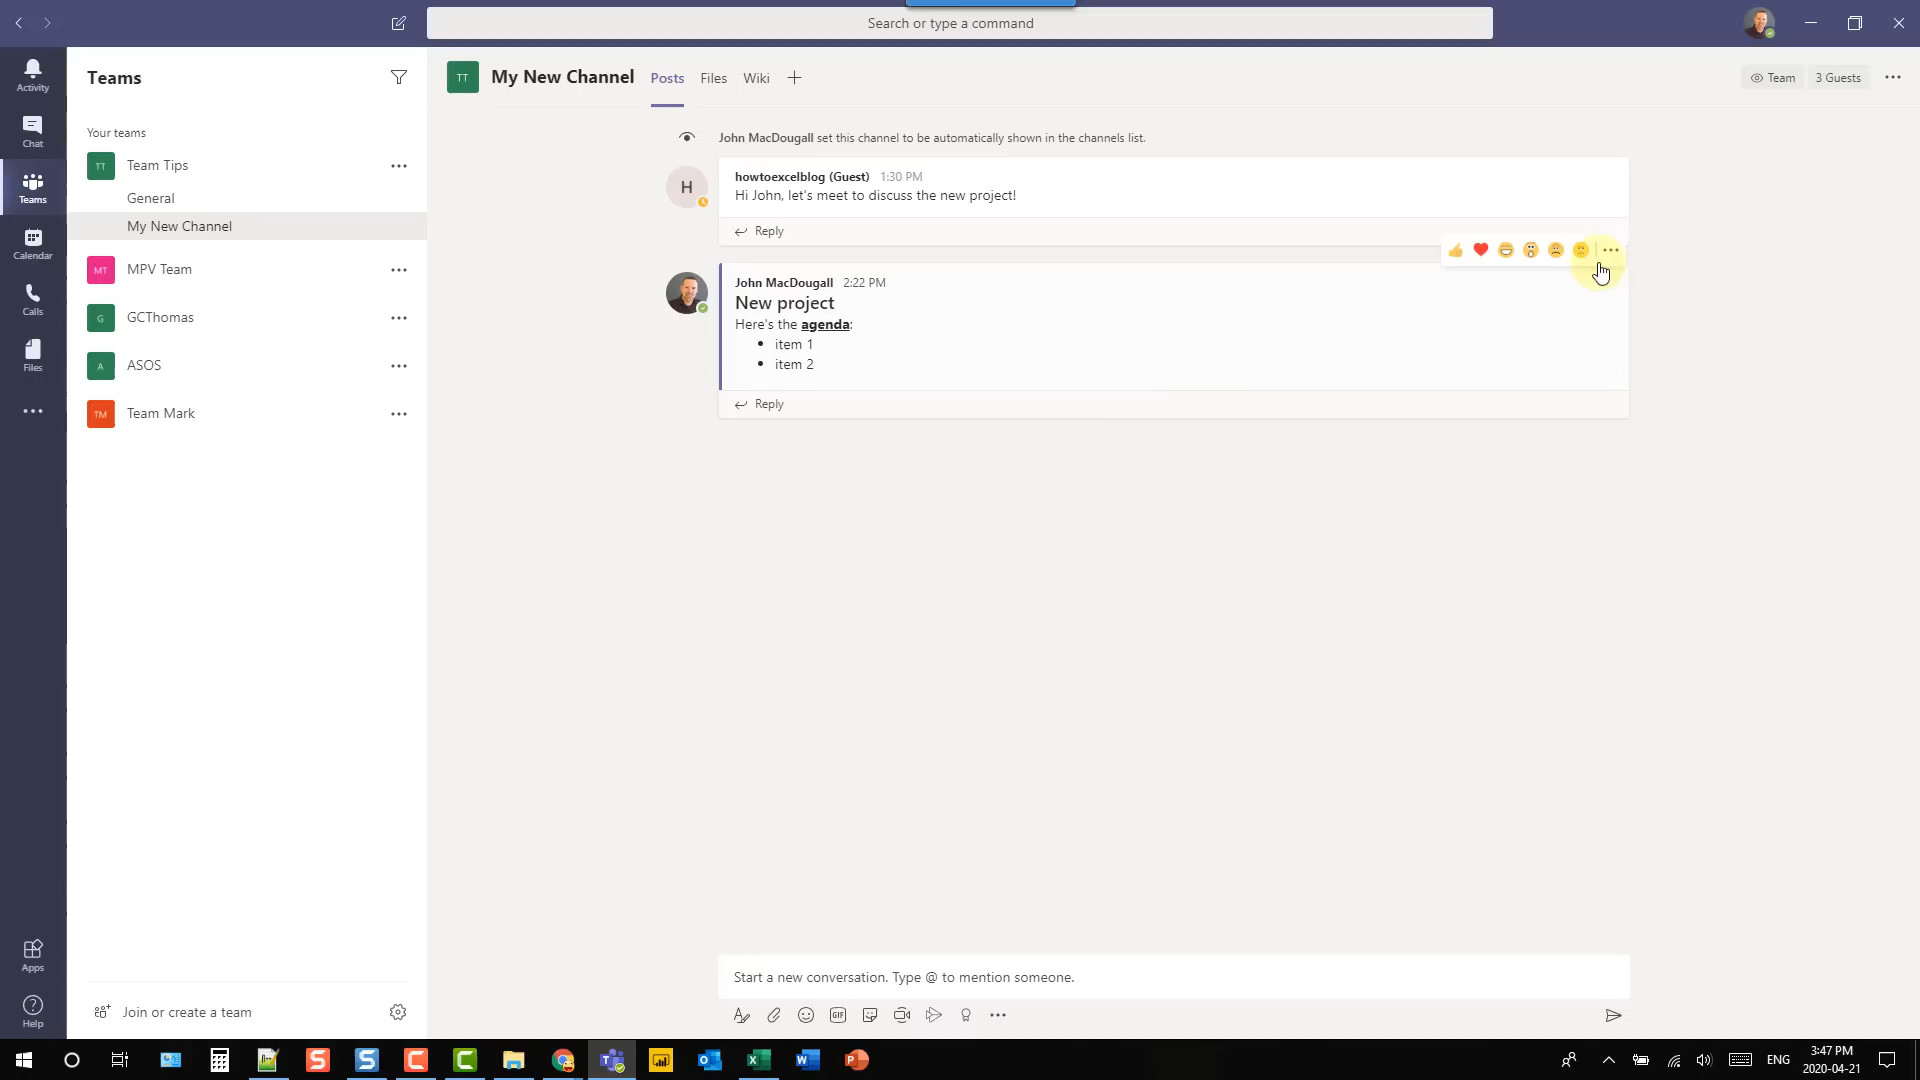 Search or type a command
Activity
Chat
Teams
Calendar
Calls
Files
Apps
Help
Teams
Your teams
TT Team Tips
General
My New Channel
MT MPV Team
G GCThomas
A ASOS
TM Team Mark
Join or create a team
TT My New Channel Posts Files Wiki
Team 3 Guests
John MacDougall set this channel to be automatically shown in the channels list.
H
howtoexcelblog (Guest) 1:30 PM
Hi John, let's meet to discuss the new project!
Reply
John MacDougall 2:22 PM
New project
Here's the agenda:
• item 1
• item 2
Reply
Start a new conversation. Type @ to mention someone.
GIF
ENG
3:47 PM
2020-04-21